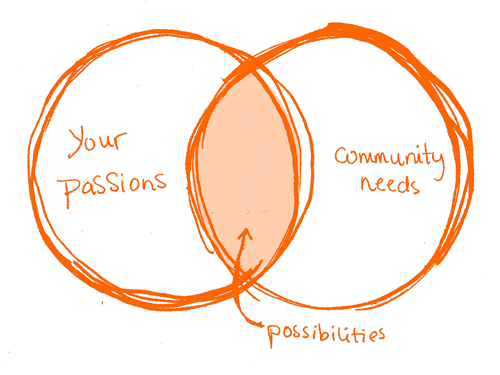 Your
passions
community
needs
possibilities